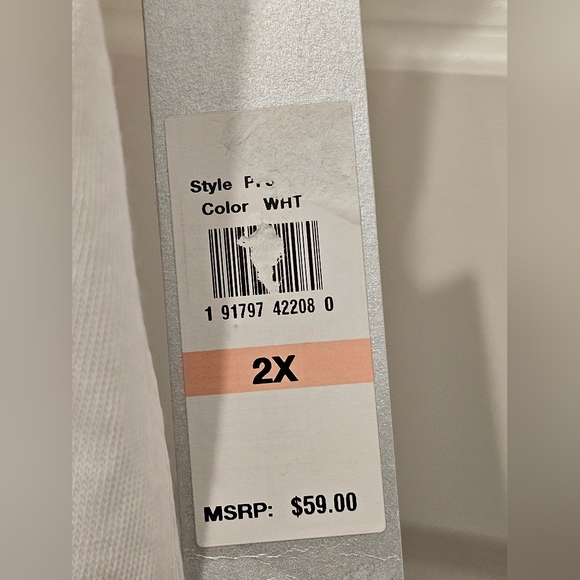 Style
Color WHT
1 91797 42208 0
2X
MSRP: $59.00